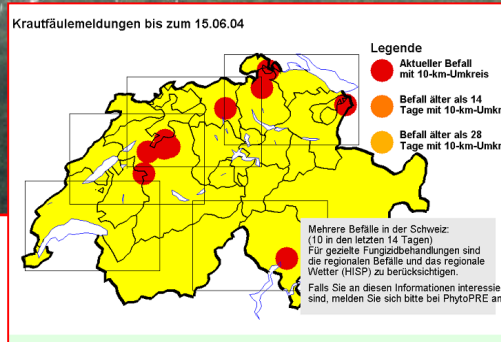 Krautfäulemeldungen bis zum 15.06.04
Legende
Aktueller Befall
mit 10-km-Umkreis
Befall älter als 14
Tage mit 10-km-Umkr
Befall älter als 28
Tage mit 10-km-Umkr
Mehrere Befälle in der Schweiz:
(10 in den letzten 14 Tagen)
Für gezielte Fungizidbehandlungen sind
die regionalen Befälle und das regionale
Wetter (HISP) zu berücksichtigen.
Falls Sie an diesen Informationen interessie
sind, melden Sie sich bitte bei PhytoPRE an